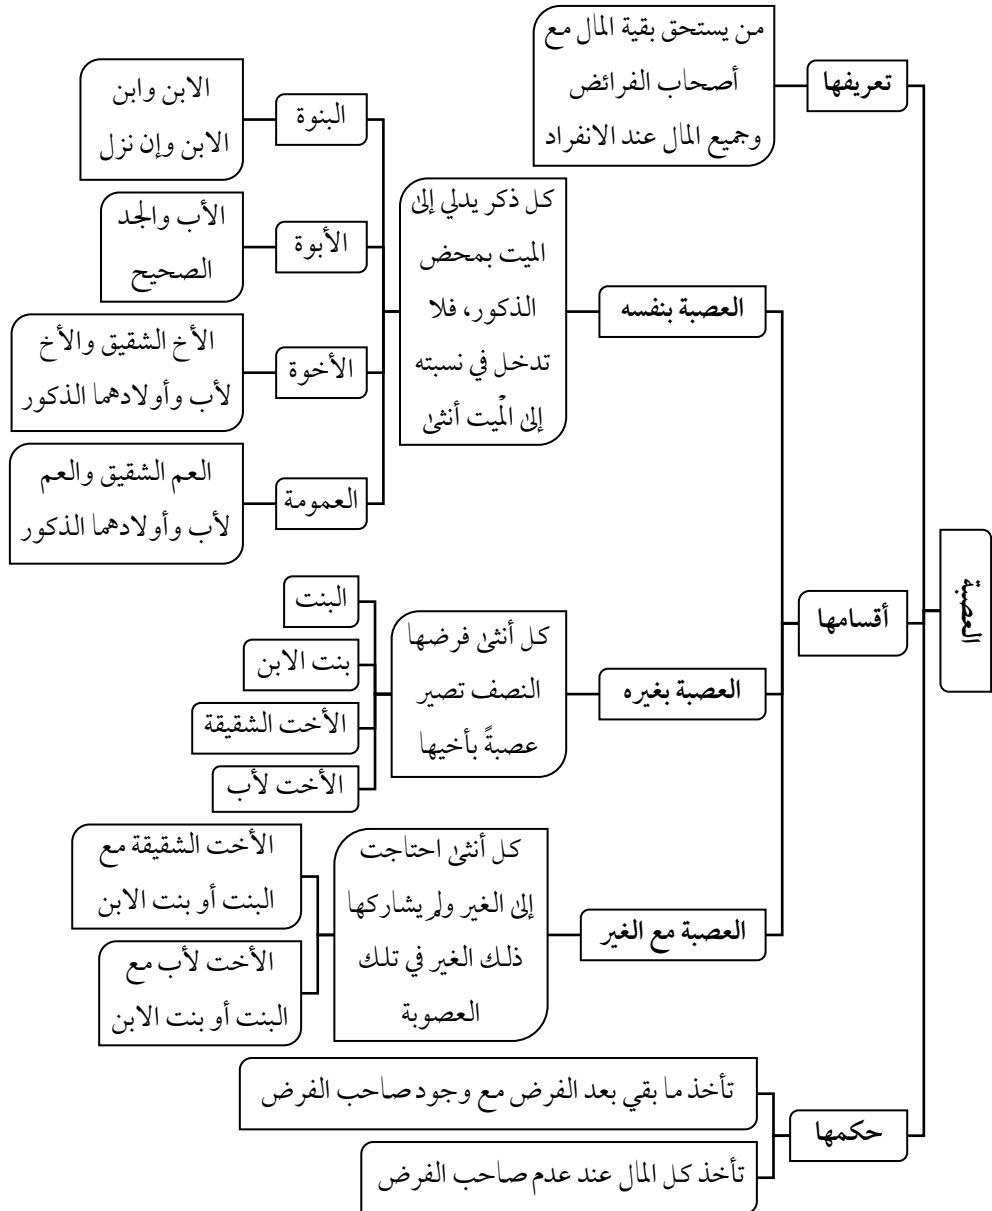 العصبة
تعريفها
من يستحق بقية المال مع
أصحاب الفرائض
وجميع المال عند الانفراد
أقسامها
العصبة بنفسه
كل ذكر يدلي إلى
الميت بمحض
الذكور، فلا
تدخل في نسبته
إلى الميت أنثى
البنوة
الابن وابن
الابن وإن نزل
الأبوة
الأب والجد
الصحيح
الأخوة
الأخ الشقيق والأخ
لأب وأولادهما الذكور
العمومة
العم الشقيق والعم
لأب وأولادهما الذكور
العصبة بغيره
كل أنثى فرضها
النصف تصير
عصبةً بأخيها
البنت
بنت الابن
الأخت الشقيقة
الأخت لأب
العصبة مع الغير
كل أنثى احتاجت
إلى الغير ولم يشاركها
ذلك الغير في تلك
العصوبة
الأخت الشقيقة مع
البنت أو بنت الابن
الأخت لأب مع
البنت أو بنت الابن
حكمها
تأخذ ما بقي بعد الفرض مع وجود صاحب الفرض
تأخذ كل المال عند عدم صاحب الفرض